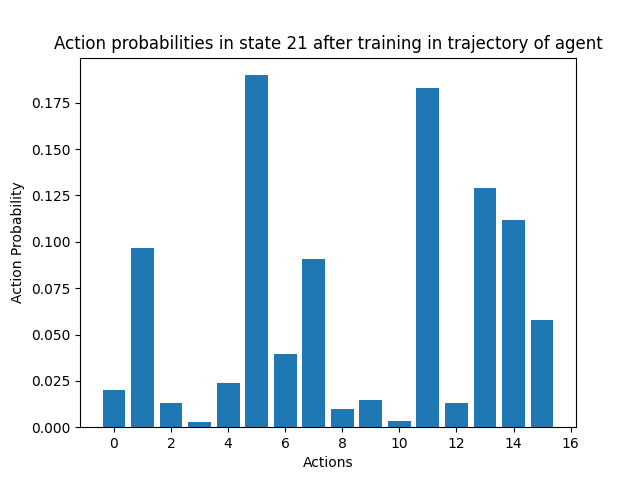 Action probabilities in state 21 after training in trajectory of agent
0.175
0.150
0.125
0.100
0.075
0.050
0.025
0.000
Action Probability
0 2 4 6 8 10 12 14 16
Actions